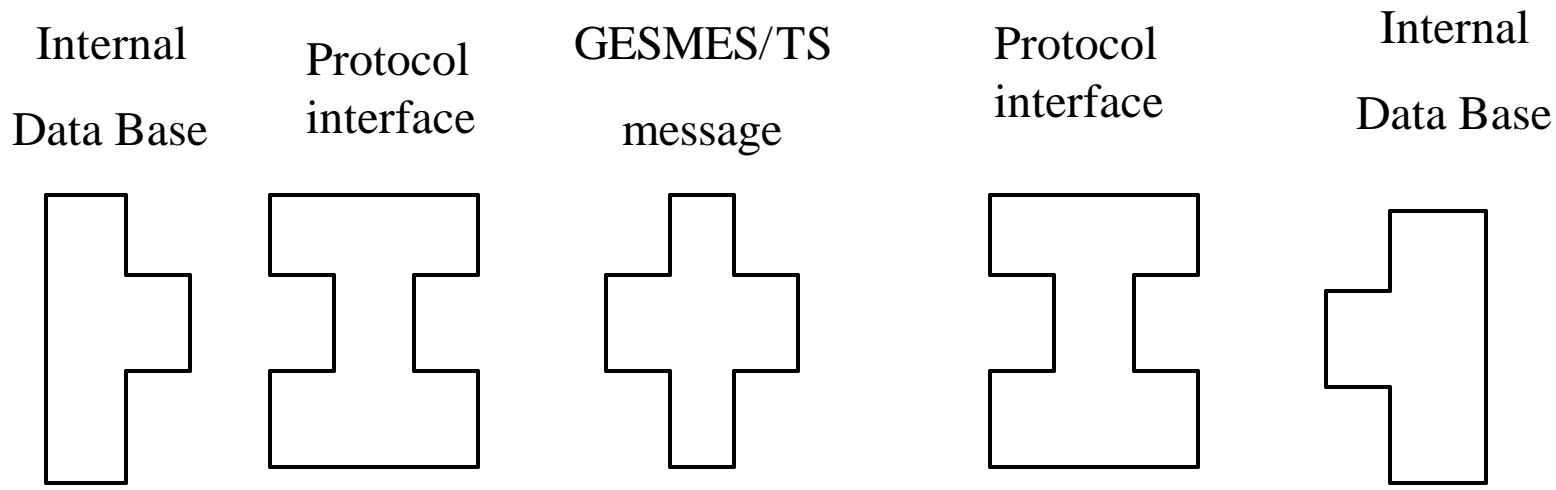 Internal
Data Base
Protocol
interface
GESMES/TS
message
Protocol
interface
Internal
Data Base